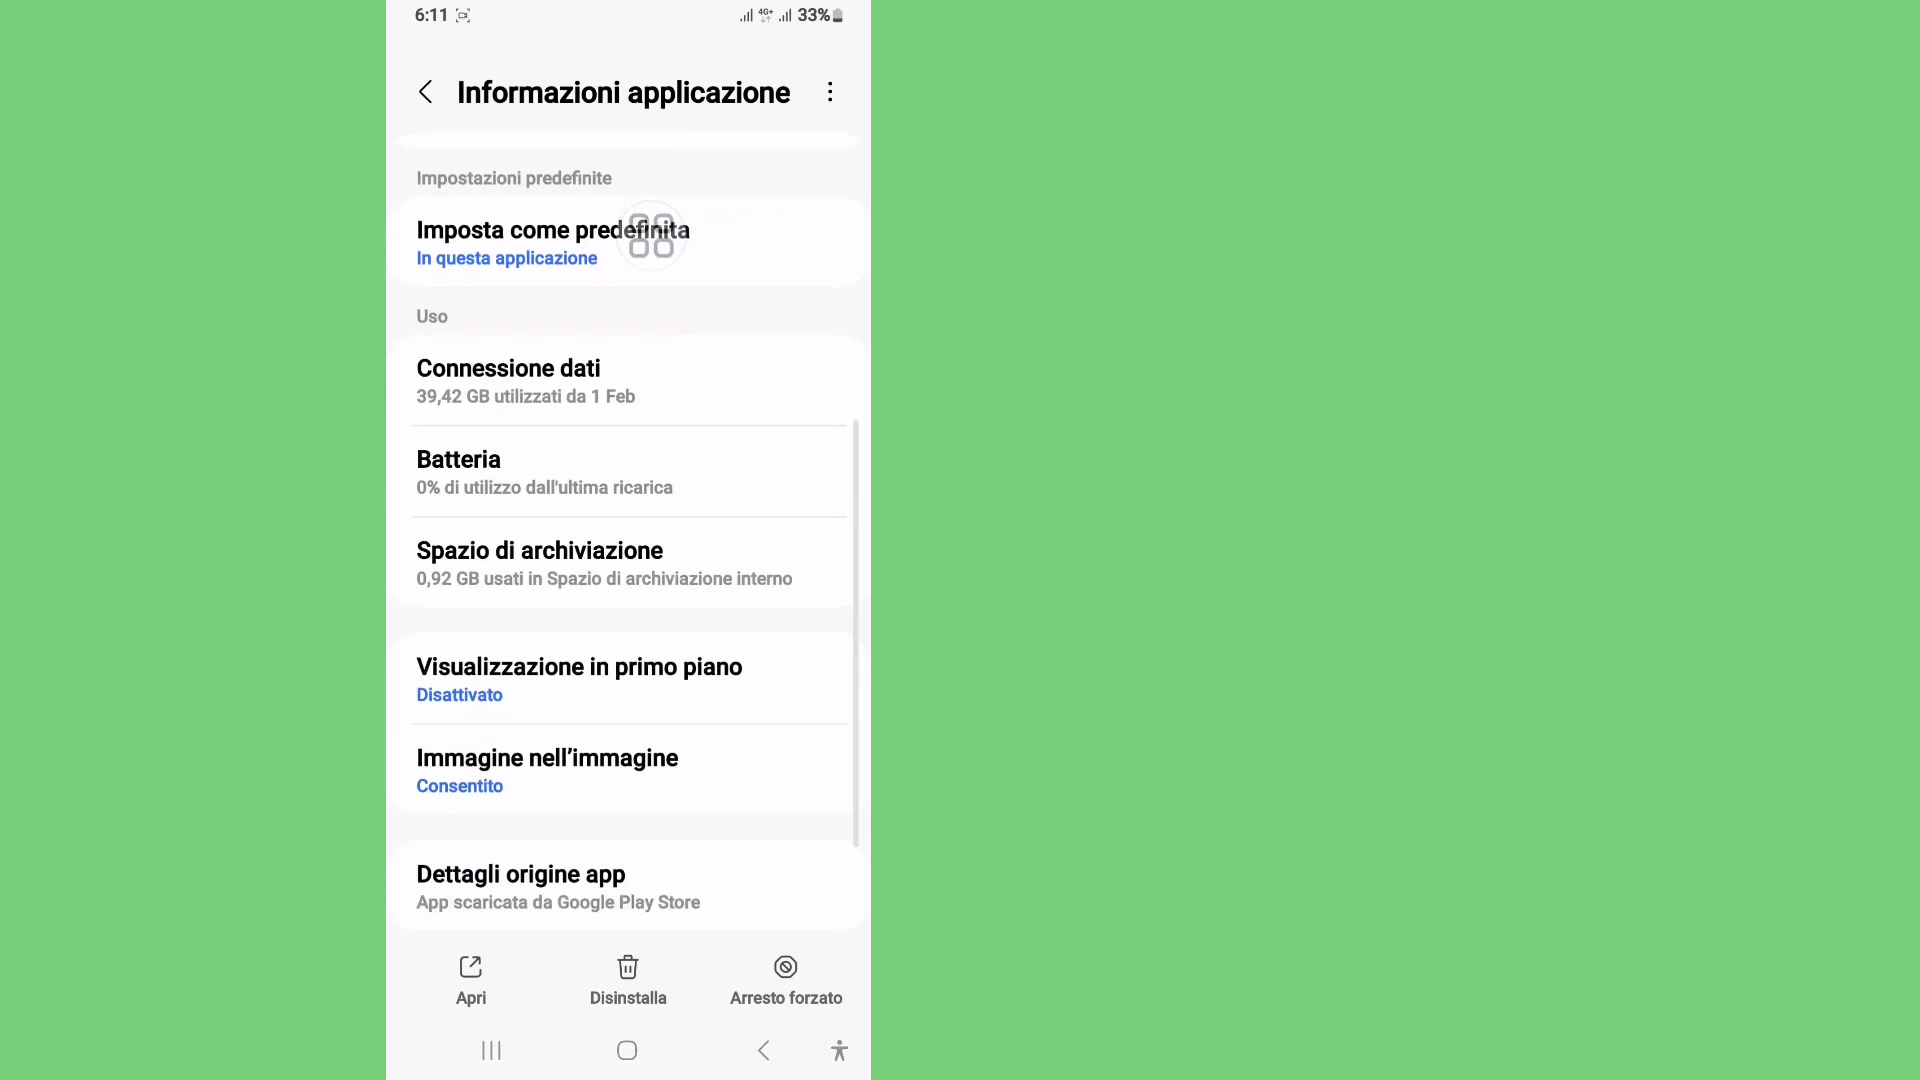 6:11
4G+
33%
Informazioni applicazione
Impostazioni predefinite
Imposta come predefinita
In questa applicazione
Uso
Connessione dati
39,42 GB utilizzati da 1 Feb
Batteria
0% di utilizzo dall'ultima ricarica
Spazio di archiviazione
0,92 GB usati in Spazio di archiviazione interno
Visualizzazione in primo piano
Disattivato
Immagine nell’immagine
Consentito
Dettagli origine app
App scaricata da Google Play Store
Apri
Disinstalla
Arresto forzato